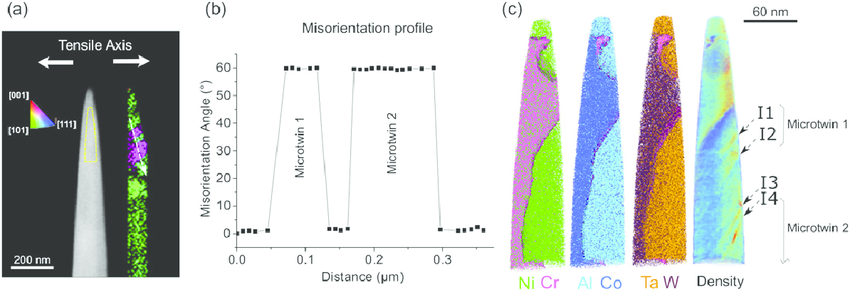 (a)
Tensile Axis
[001]
[101]
[111]
200 nm
(b)
Misorientation profile
Misorientation Angle (°)
60
50
40
30
20
10
0
Microtwin 1
Microtwin 2
0.0
0.1
0.2
0.3
Distance (µm)
(c)
60 nm
I1
I2
Microtwin 1
I3
I4
Microtwin 2
Ni Cr
Al Co
Ta W
Density